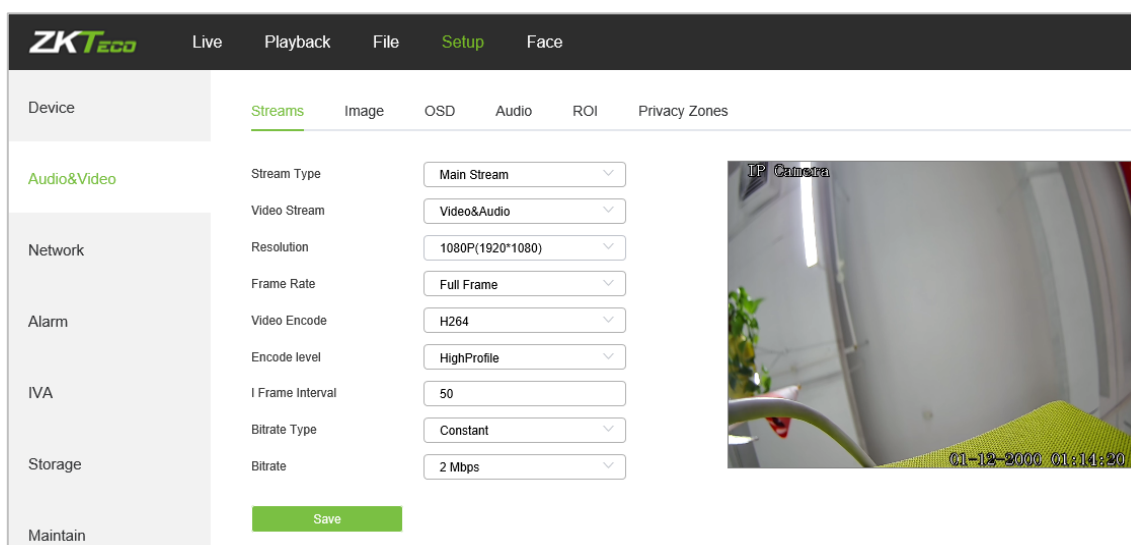 ZKTeco Live Playback File Setup Face
Device
Audio&Video
Network
Alarm
IVA
Storage
Maintain
Streams Image OSD Audio ROI Privacy Zones
Stream Type Main Stream
Video Stream Video&Audio
Resolution 1080P(1920*1080)
Frame Rate Full Frame
Video Encode H264
Encode level HighProfile
I Frame Interval 50
Bitrate Type Constant
Bitrate 2 Mbps
Save
IP Camera
01-12-2000 01:14:20